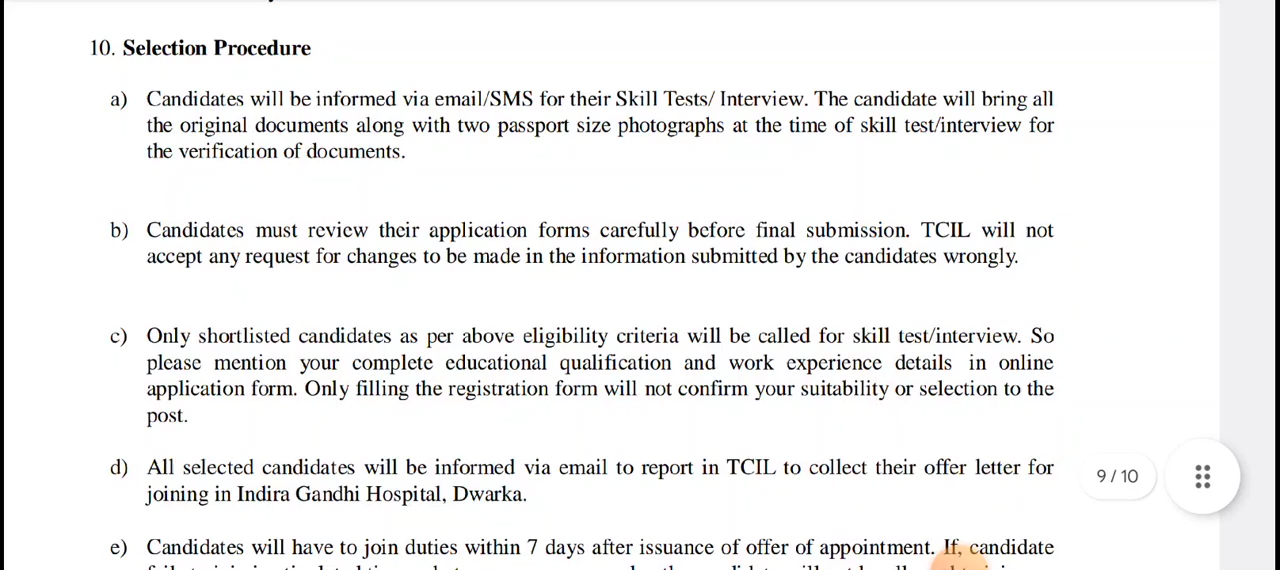 10. Selection Procedure
a) Candidates will be informed via email/SMS for their Skill Tests/ Interview. The candidate will bring all
the original documents along with two passport size photographs at the time of skill test/interview for
the verification of documents.
b) Candidates must review their application forms carefully before final submission. TCIL will not
accept any request for changes to be made in the information submitted by the candidates wrongly.
c) Only shortlisted candidates as per above eligibility criteria will be called for skill test/interview. So
please mention your complete educational qualification and work experience details in online
application form. Only filling the registration form will not confirm your suitability or selection to the
post.
d) All selected candidates will be informed via email to report in TCIL to collect their offer letter for
joining in Indira Gandhi Hospital, Dwarka.
9 / 10
e) Candidates will have to join duties within 7 days after issuance of offer of appointment. If, candidate